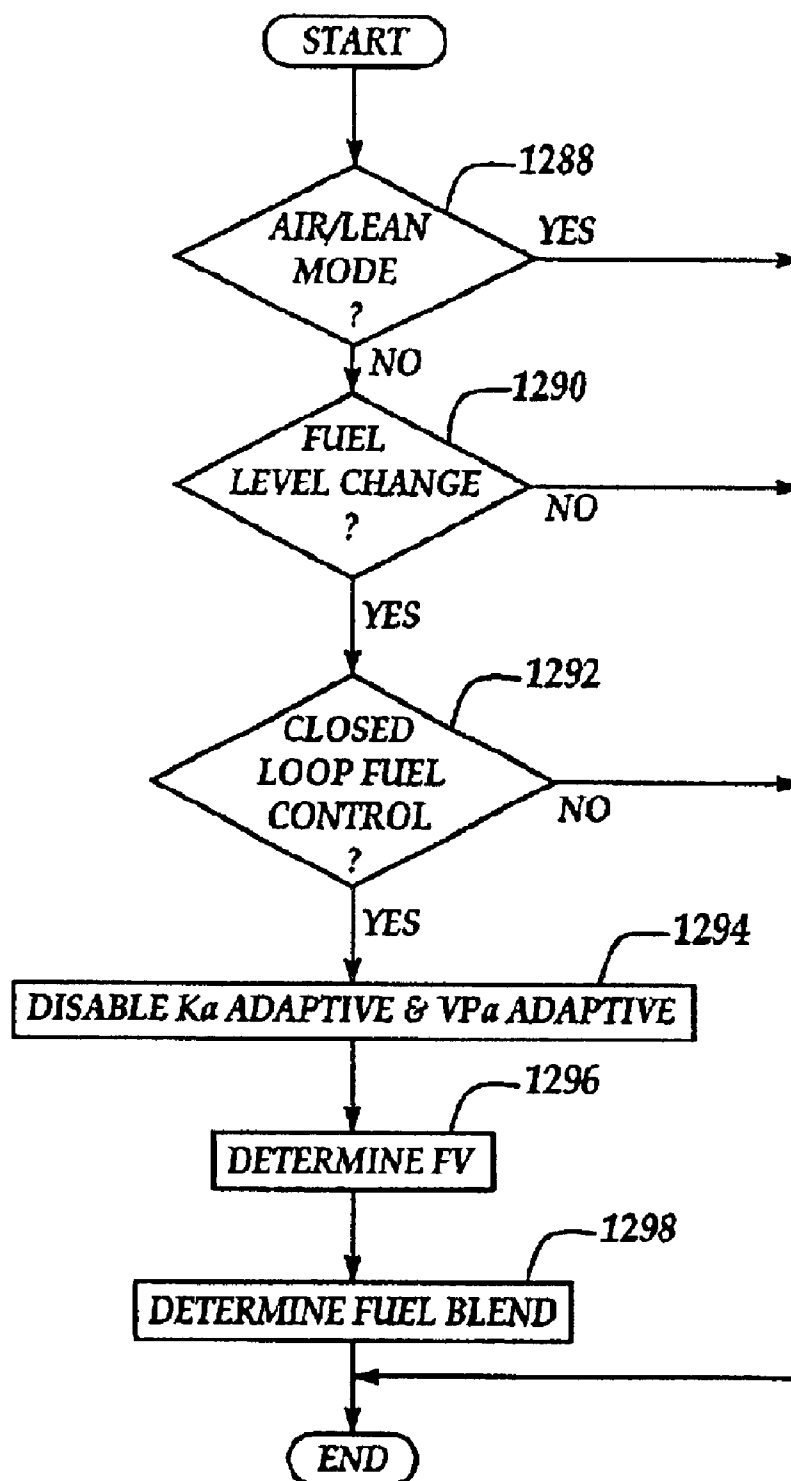 START
1288
AIR/LEAN
MODE
?
YES
NO
1290
FUEL
LEVEL CHANGE
?
NO
YES
1292
CLOSED
LOOP FUEL
CONTROL
?
NO
YES
1294
DISABLE Ka ADAPTIVE & VPa ADAPTIVE
1296
DETERMINE FV
1298
DETERMINE FUEL BLEND
END